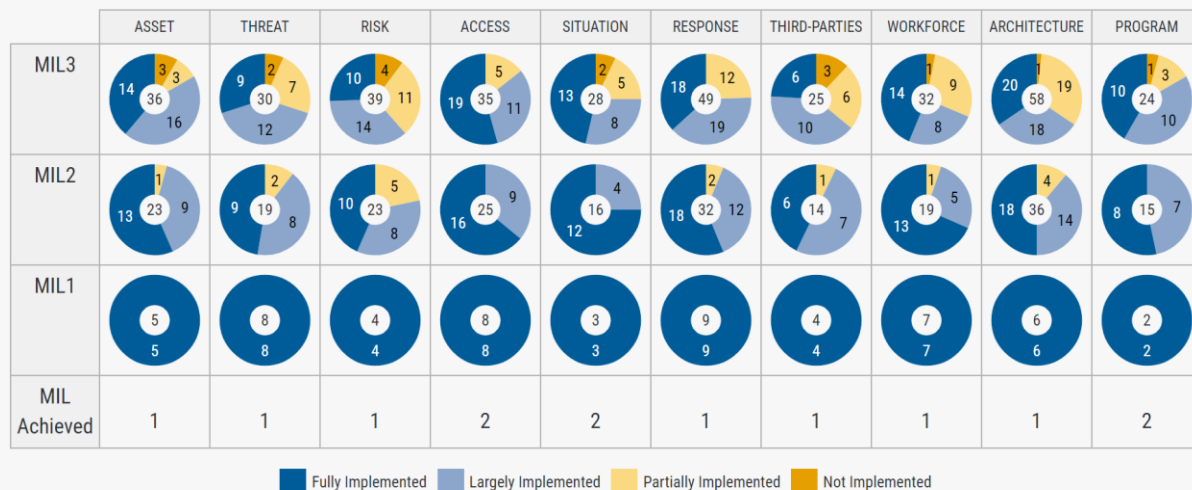 ASSET THREAT RISK ACCESS SITUATION RESPONSE THIRD-PARTIES WORKFORCE ARCHITECTURE PROGRAM
MIL3
3 3 16 14 36
2 7 12 9 30
4 11 14 10 39
5 11 19 35
2 5 8 13 28
12 19 18 49
3 6 10 6 25
1 9 8 14 32
1 19 18 20 58
1 3 10 10 24
MIL2
1 9 13 23
2 8 9 19
5 8 10 23
9 16 25
4 12 16
2 12 18 32
1 7 6 14
1 5 13 19
4 14 18 36
7 8 15
MIL1
5 8 4 8 3 9 4 7 6 2
5 8 4 8 3 9 4 7 6 2
MIL
Achieved
1 1 1 2 2 1 1 1 1 2
Fully Implemented Largely Implemented Partially Implemented Not Implemented